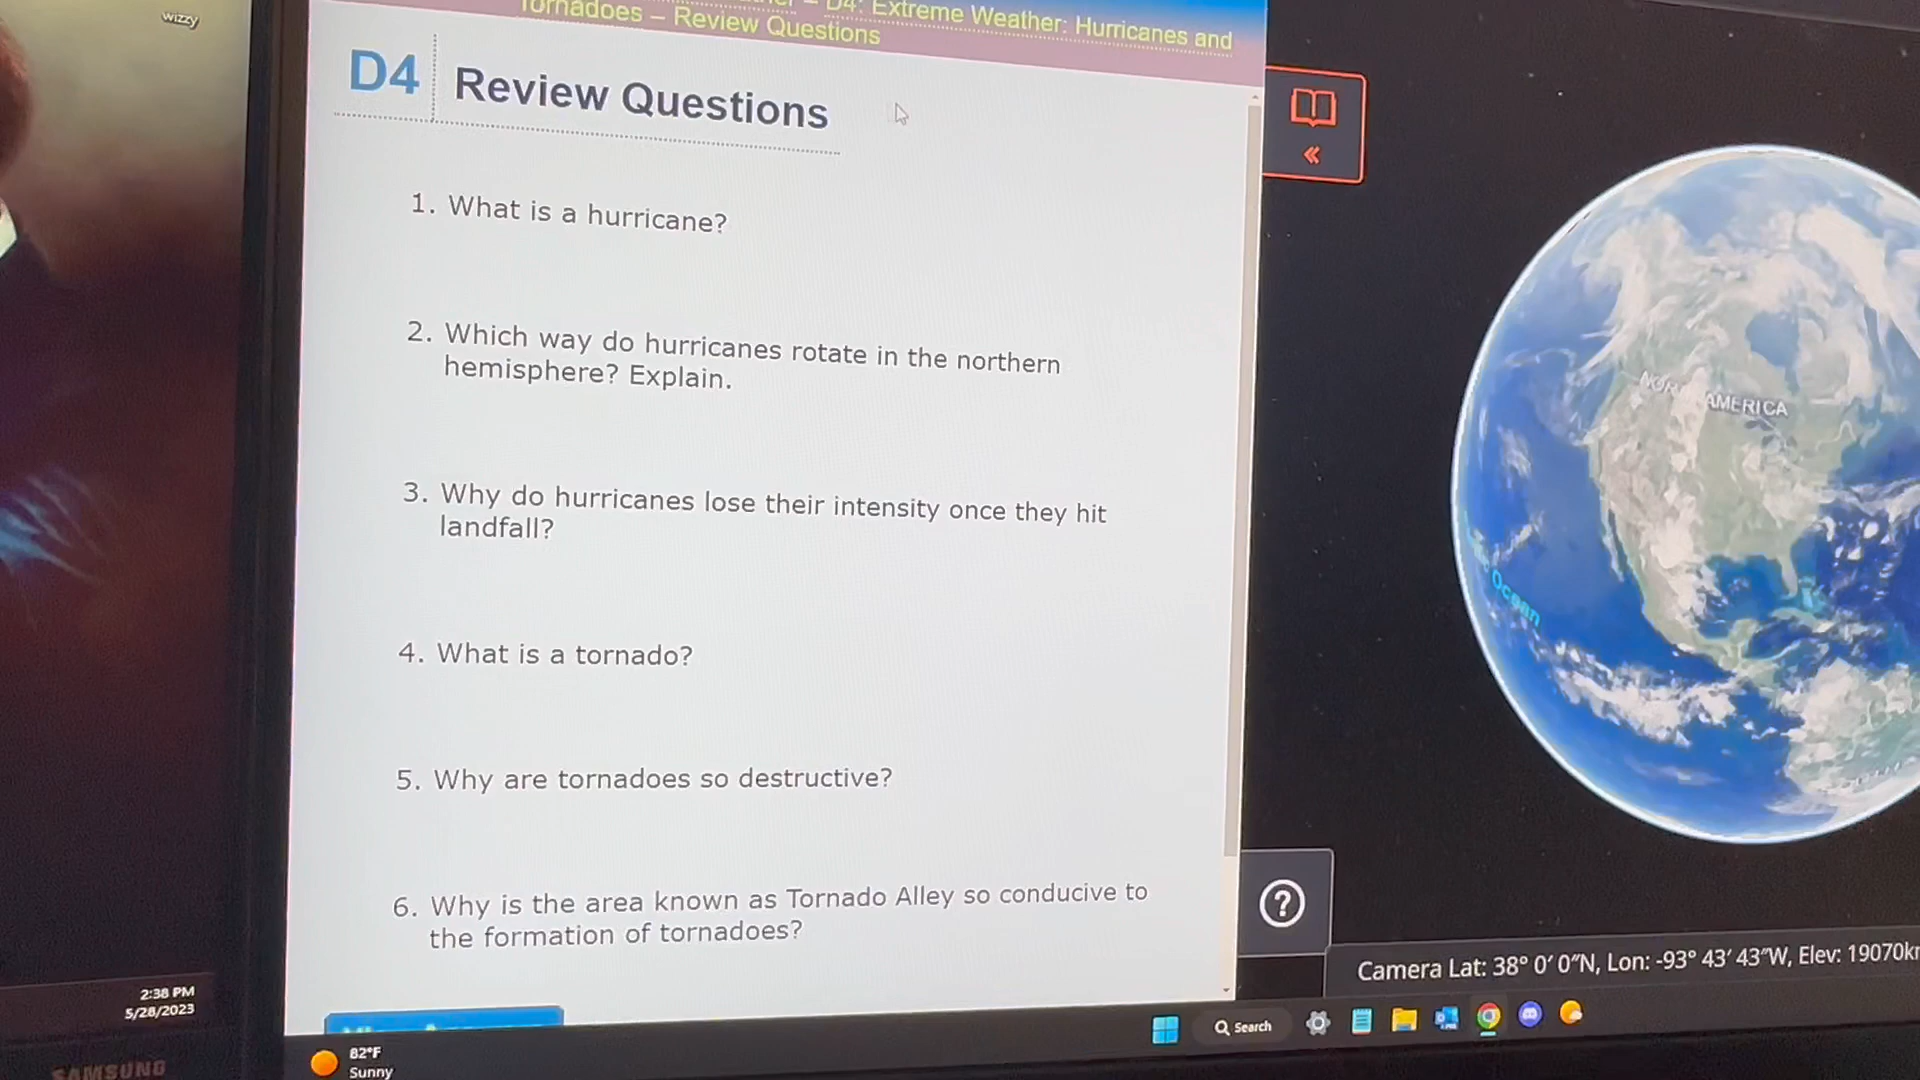 wizzy
D4: Extreme Weather: Hurricanes and
Tornadoes – Review Questions
D4 Review Questions
1. What is a hurricane?
2. Which way do hurricanes rotate in the northern
hemisphere? Explain.
3. Why do hurricanes lose their intensity once they hit
landfall?
4. What is a tornado?
5. Why are tornadoes so destructive?
6. Why is the area known as Tornado Alley so conducive to
the formation of tornadoes?
AMERICA
Ocean
?
Camera Lat: 38° 0′ 0″N, Lon: -93° 43′ 43″W, Elev: 19070k
2:38 PM
5/28/2023
SAMSUNG
82°F
Sunny
Search